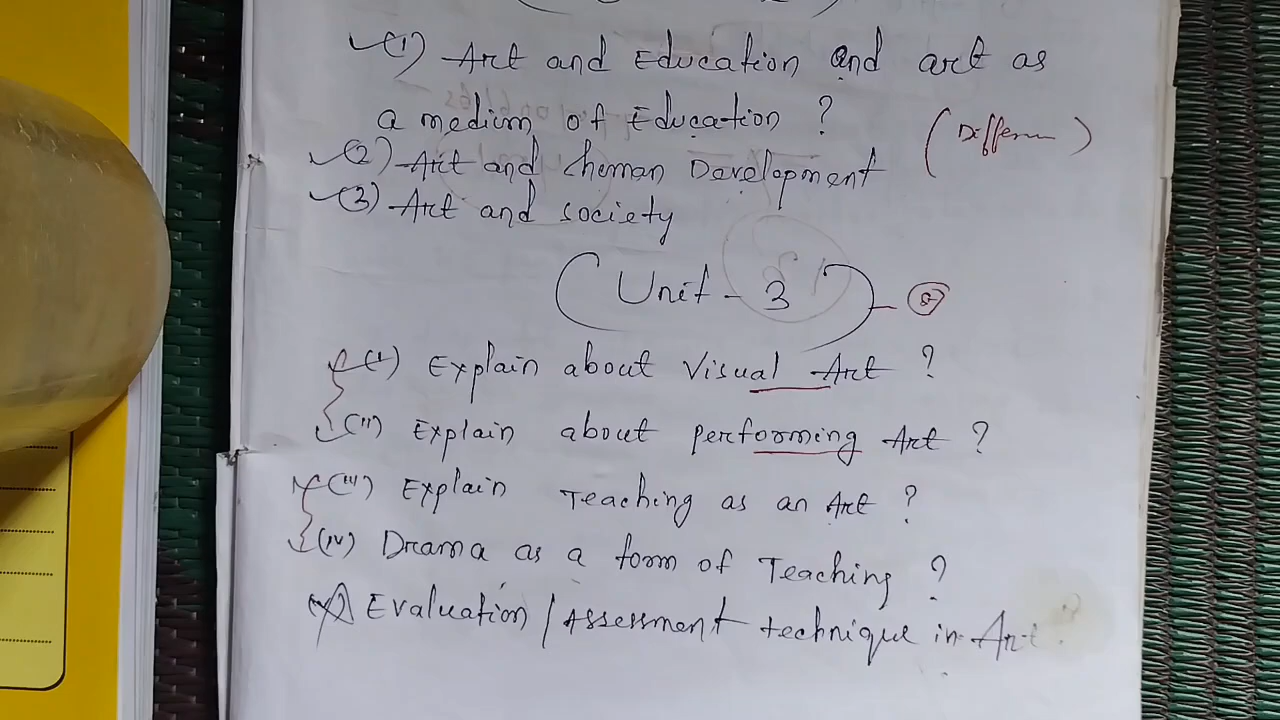 (1) Art and Education and art as
a medium of Education ?
(Differen)
(2) Art and human Development
(3) Art and society
(Unit - 3)
(i) Explain about visual Art ?
(ii) Explain about performing Art ?
(iii) Explain Teaching as an Art ?
(iv) Drama as a form of Teaching ?
(v) Evaluation / Assessment technique in Art